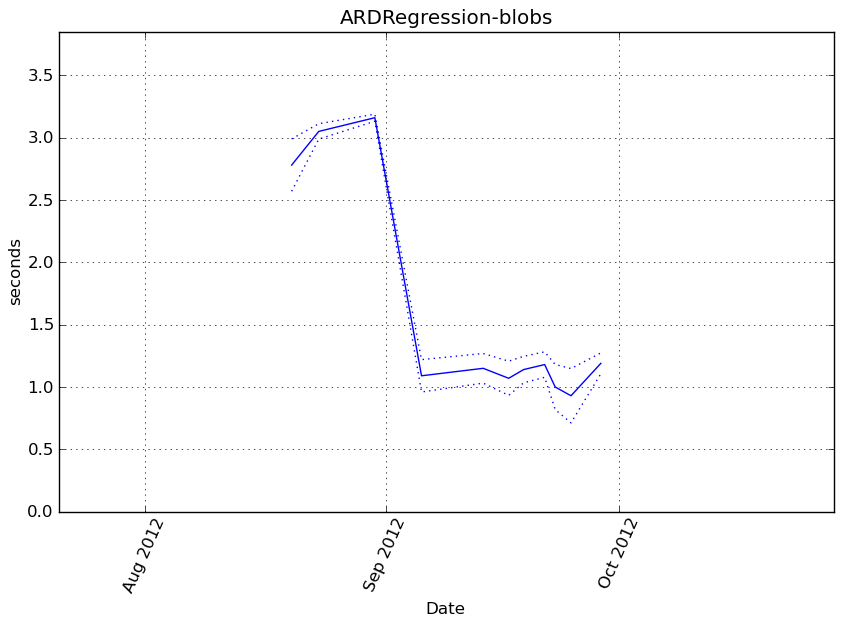 ARDRegression-blobs
3.5
3.0
2.5
2.0
1.5
1.0
0.5
0.0
seconds
Aug 2012
Sep 2012
Oct 2012
Date